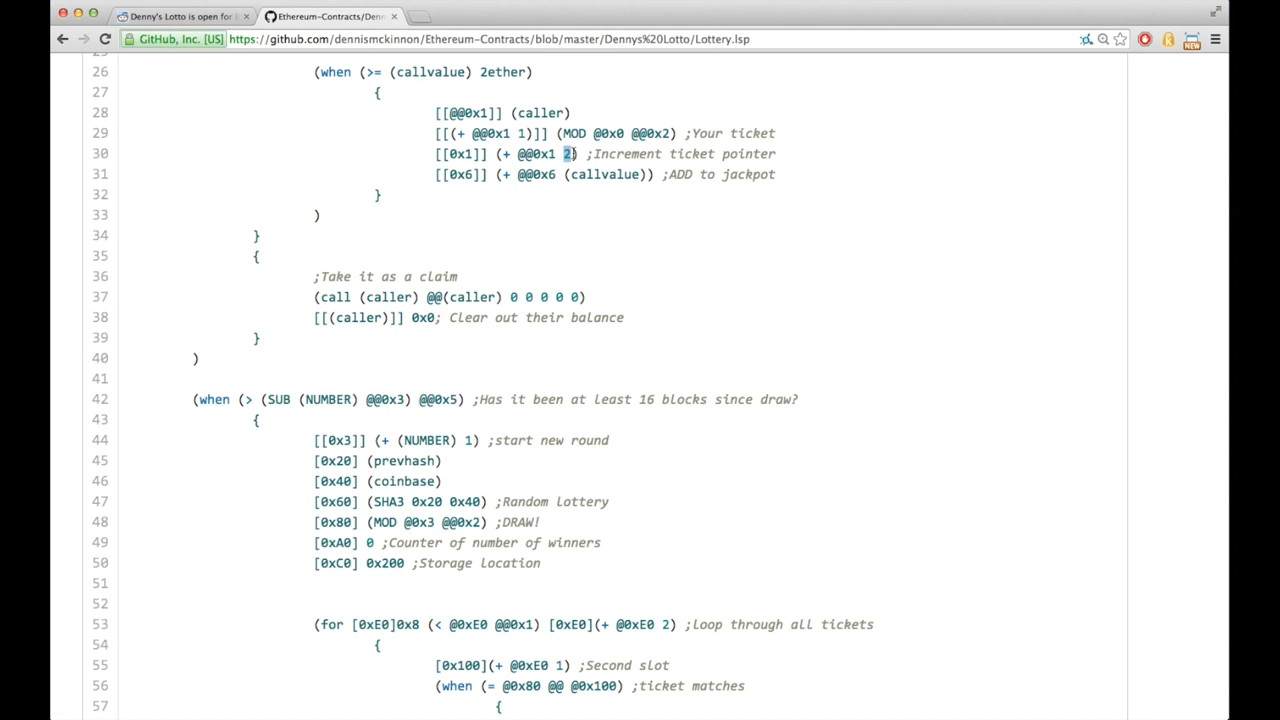 Denny's Lotto is open for
Ethereum-Contracts/Denn
GitHub, Inc. [US]
https://github.com/dennismckinnon/Ethereum-Contracts/blob/master/Dennys%20Lotto/Lottery.lsp
NEW
26 (when (>= (callvalue) 2ether)
27 {
28 [[@@0x1]] (caller)
29 [[(+ @@0x1 1)]] (MOD @0x0 @@0x2) ;Your ticket
30 [[0x1]] (+ @@0x1 2) ;Increment ticket pointer
31 [[0x6]] (+ @@0x6 (callvalue)) ;ADD to jackpot
32 }
33 )
34 }
35 {
36 ;Take it as a claim
37 (call (caller) @@(caller) 0 0 0 0 0)
38 [[(caller)]] 0x0; Clear out their balance
39 }
40 )
41
42 (when (> (SUB (NUMBER) @@0x3) @@0x5) ;Has it been at least 16 blocks since draw?
43 {
44 [[0x3]] (+ (NUMBER) 1) ;start new round
45 [0x20] (prevhash)
46 [0x40] (coinbase)
47 [0x60] (SHA3 0x20 0x40) ;Random lottery
48 [0x80] (MOD @0x3 @@0x2) ;DRAW!
49 [0xA0] 0 ;Counter of number of winners
50 [0xC0] 0x200 ;Storage location
51
52
53 (for [0xE0]0x8 (< @0xE0 @@0x1) [0xE0](+ @0xE0 2) ;loop through all tickets
54 {
55 [0x100](+ @0xE0 1) ;Second slot
56 (when (= @0x80 @@ @0x100) ;ticket matches
57 {